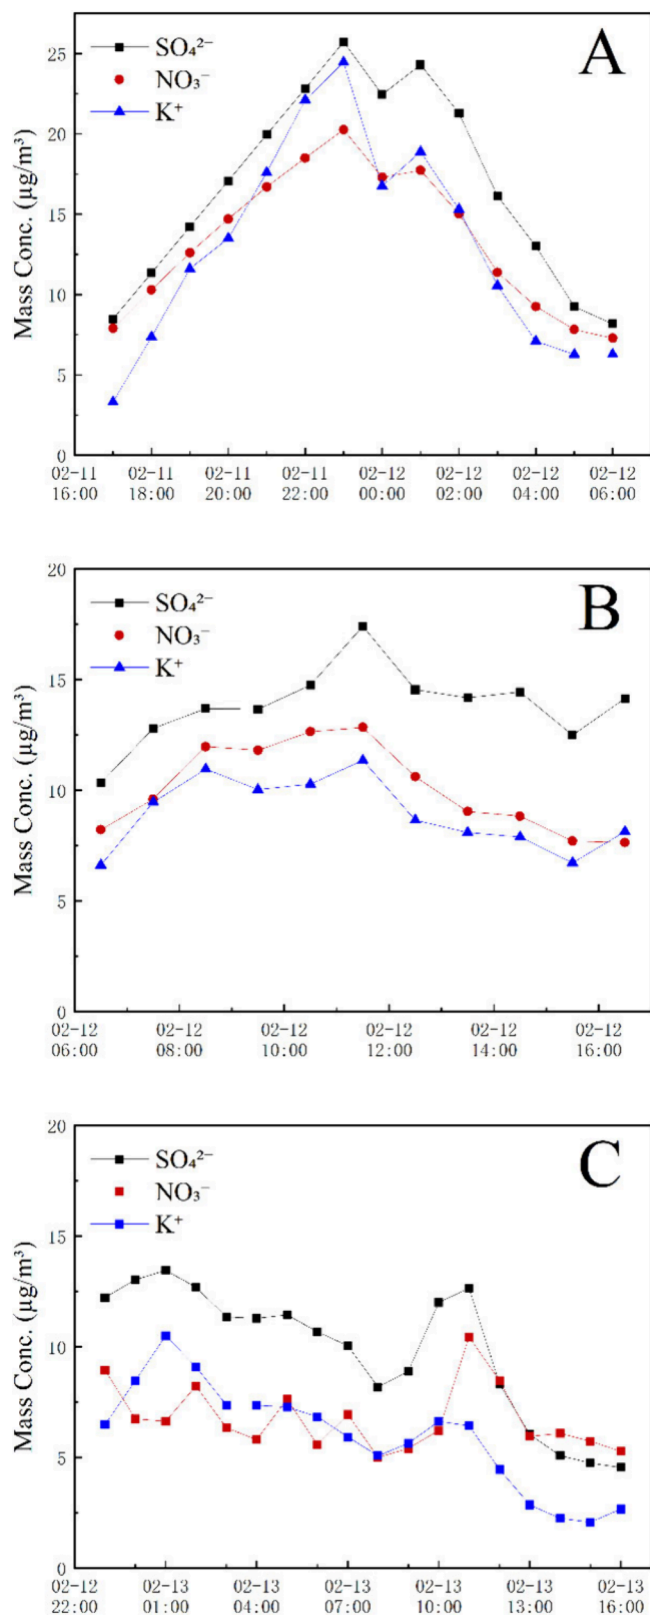 A
SO₄²⁻
NO₃⁻
K⁺
Mass Conc. (μg/m³)
25
20
15
10
5
0
02-11 02-11 02-11 02-11 02-12 02-12 02-12 02-12
16:00 18:00 20:00 22:00 00:00 02:00 04:00 06:00
B
SO₄²⁻
NO₃⁻
K⁺
Mass Conc. (μg/m³)
20
15
10
5
0
02-12 02-12 02-12 02-12 02-12 02-12
06:00 08:00 10:00 12:00 14:00 16:00
C
SO₄²⁻
NO₃⁻
K⁺
Mass Conc. (μg/m³)
20
15
10
5
0
02-12 02-13 02-13 02-13 02-13 02-13 02-13
22:00 01:00 04:00 07:00 10:00 13:00 16:00